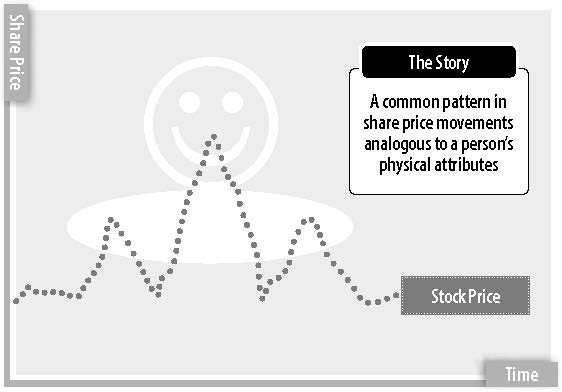 Share Price
The Story
A common pattern in
share price movements
analogous to a person's
physical attributes
Stock Price
Time